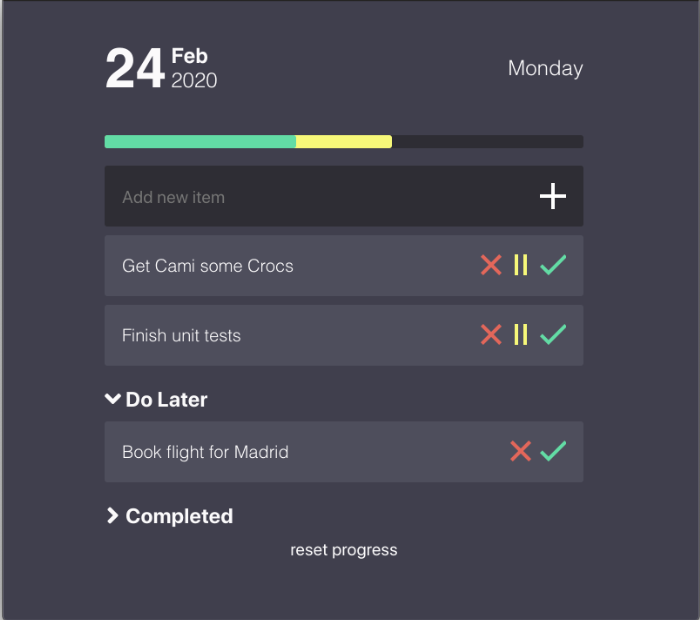 24 Feb
2020
Monday
Add new item
Get Cami some Crocs
Finish unit tests
Do Later
Book flight for Madrid
Completed
reset progress